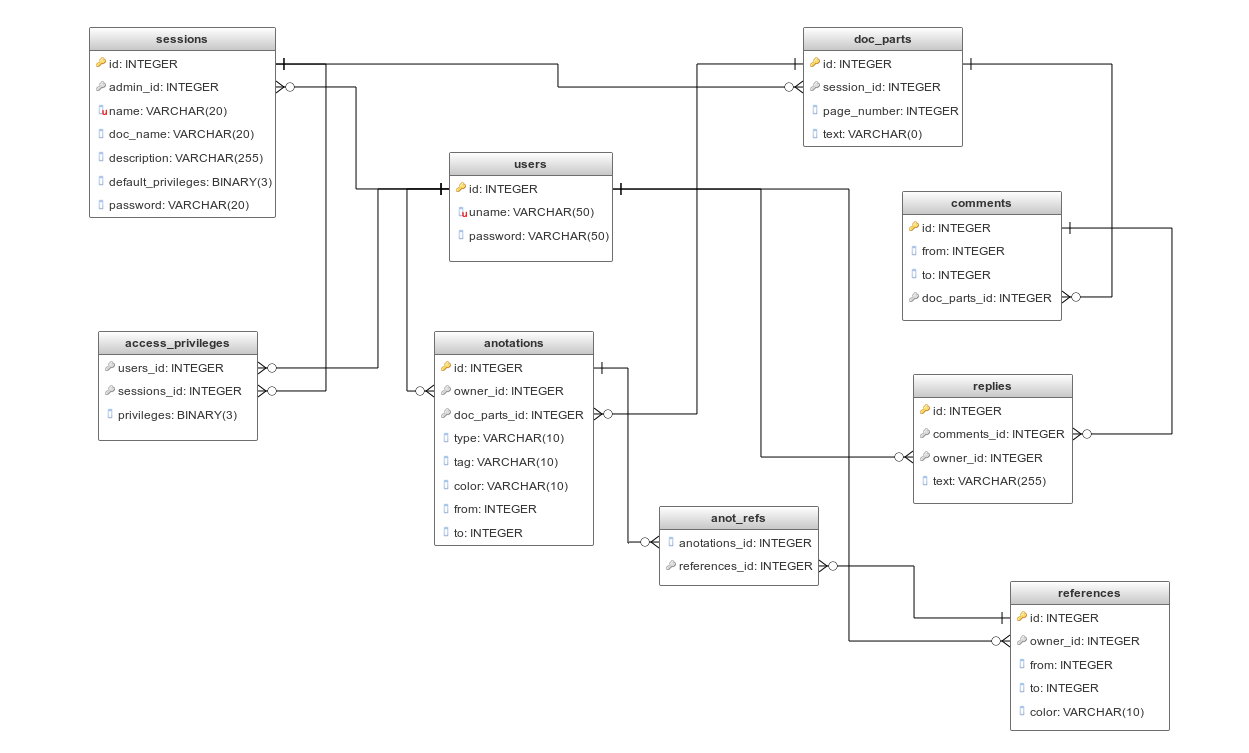 sessions
id: INTEGER
admin_id: INTEGER
name: VARCHAR(20)
doc_name: VARCHAR(20)
description: VARCHAR(255)
default_privileges: BINARY(3)
password: VARCHAR(20)
doc_parts
id: INTEGER
session_id: INTEGER
page_number: INTEGER
text: VARCHAR(0)
users
id: INTEGER
uname: VARCHAR(50)
password: VARCHAR(50)
comments
id: INTEGER
from: INTEGER
to: INTEGER
doc_parts_id: INTEGER
access_privileges
users_id: INTEGER
sessions_id: INTEGER
privileges: BINARY(3)
anotations
id: INTEGER
owner_id: INTEGER
doc_parts_id: INTEGER
type: VARCHAR(10)
tag: VARCHAR(10)
color: VARCHAR(10)
from: INTEGER
to: INTEGER
replies
id: INTEGER
comments_id: INTEGER
owner_id: INTEGER
text: VARCHAR(255)
anot_refs
anotations_id: INTEGER
references_id: INTEGER
references
id: INTEGER
owner_id: INTEGER
from: INTEGER
to: INTEGER
color: VARCHAR(10)